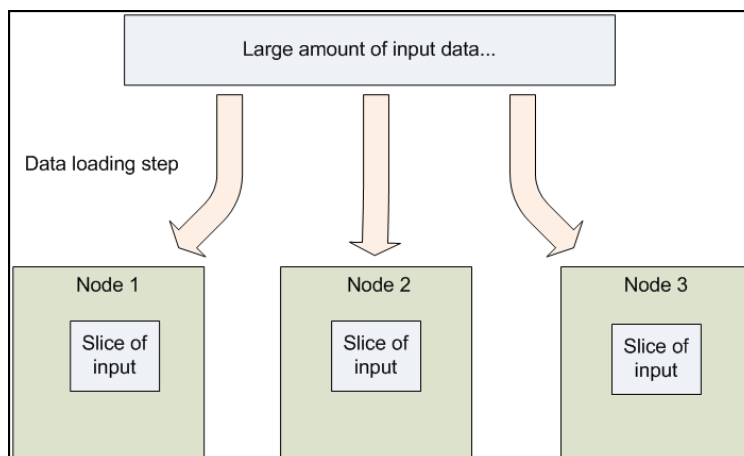 Large amount of input data...
Data loading step
Node 1
Node 2
Node 3
Slice of
input
Slice of
input
Slice of
input